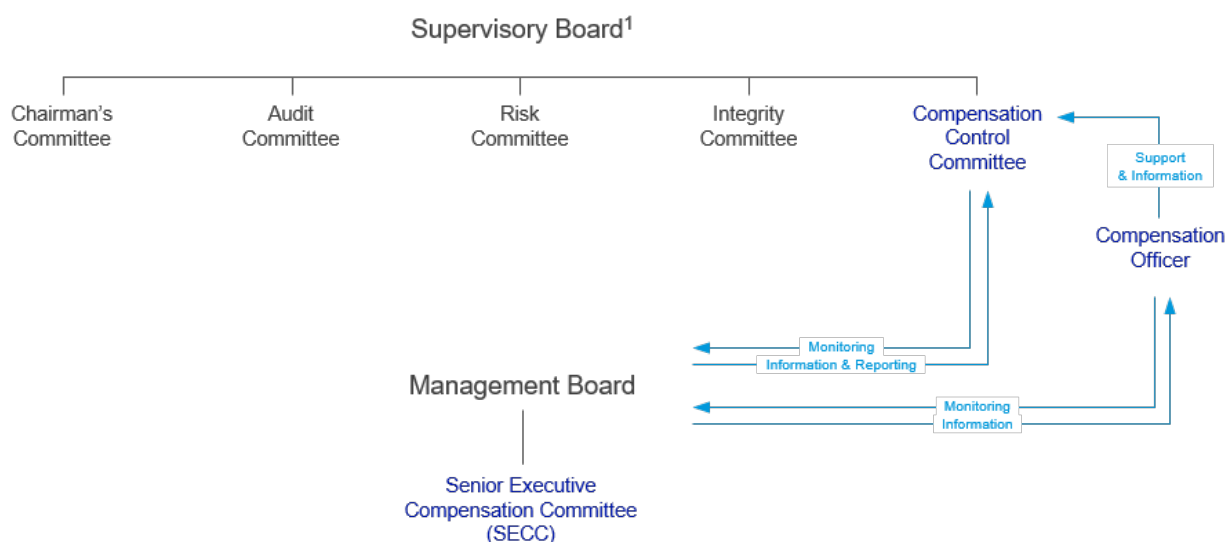 Supervisory Board1
Chairman's
Committee
Audit
Committee
Risk
Committee
Integrity
Committee
Compensation
Control
Committee
Support
& Information
Compensation
Officer
Monitoring
Information & Reporting
Management Board
Monitoring
Information
Senior Executive
Compensation Committee
(SECC)